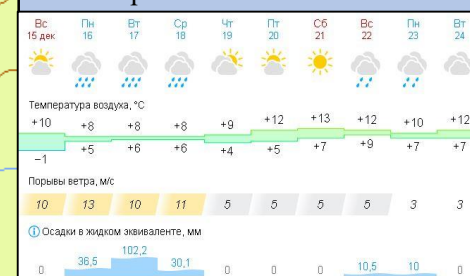 Вс Пн Вт Ср Чт Пт Сб Вс Пн Вт
15 дек 16 17 18 19 20 21 22 23 24
Температура воздуха, °C
+10 +8 +8 +8 +9 +12 +13 +12 +10 +12
−1 +5 +6 +6 +4 +5 +7 +9 +7 +7
Порывы ветра, м/с
10 13 10 11 5 5 5 5 3 3
Осадки в жидком эквиваленте, мм
0 36,5 102,2 30,1 0 0 0 10,5 10 0